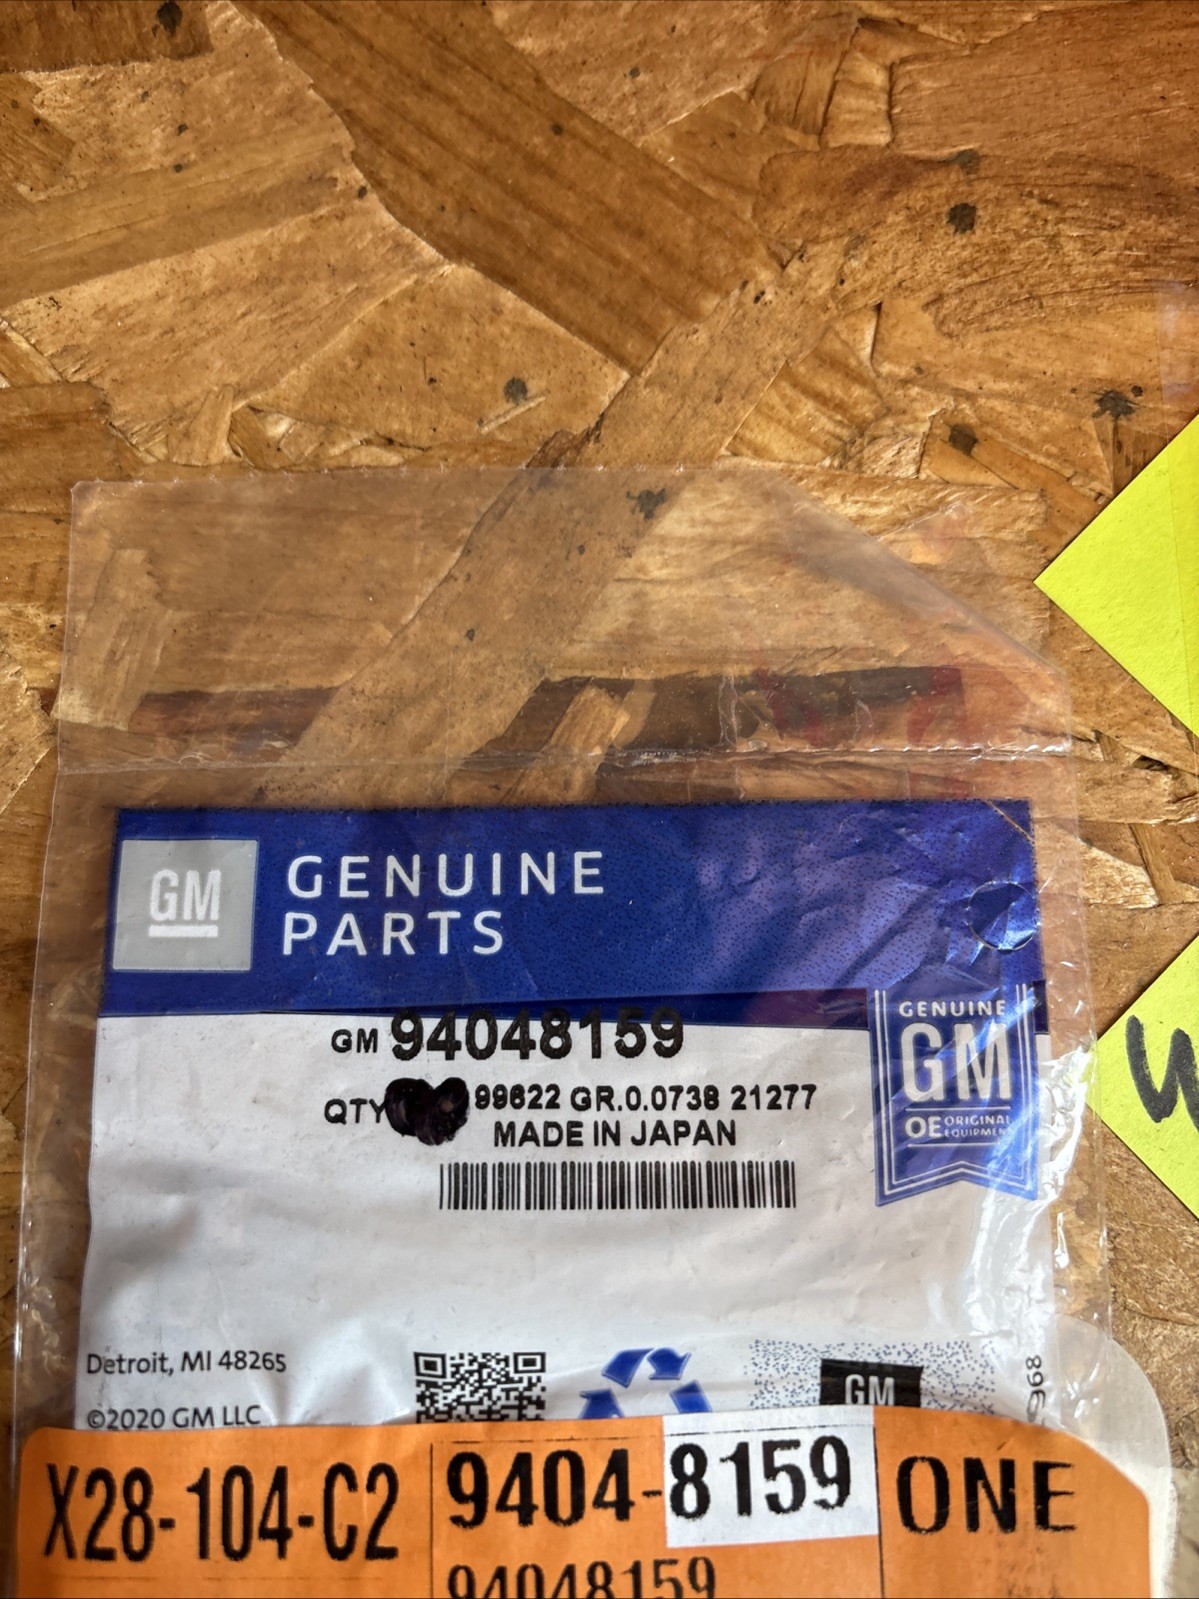 GM
GENUINE
PARTS
GM 94048159
QTY 99622 GR.0.0738 21277
MADE IN JAPAN
GENUINE
GM
OE ORIGINAL EQUIPMENT
Detroit, MI 48265
©2020 GM LLC
GM
X28-104-C2
9404-8159
ONE
94048159